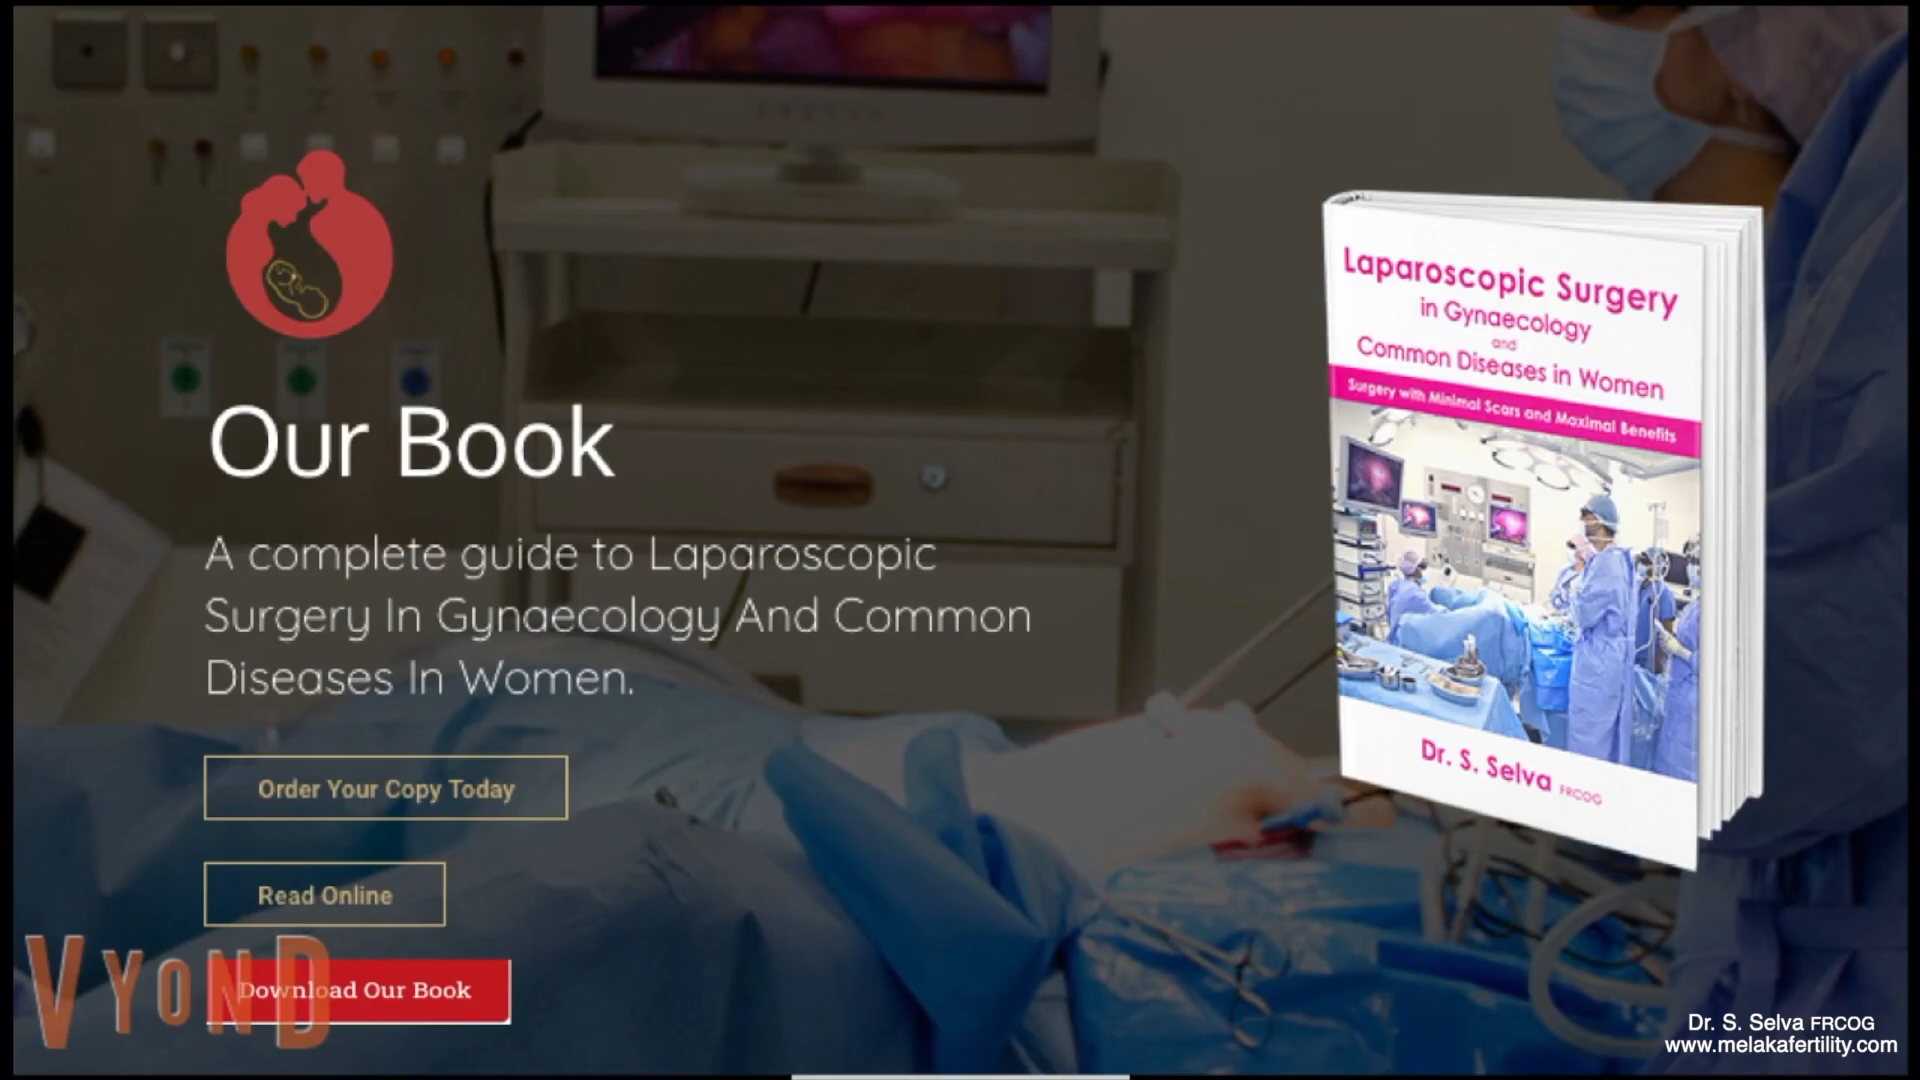 Our Book
A complete guide to Laparoscopic
Surgery In Gynaecology And Common
Diseases In Women.
Order Your Copy Today
Read Online
Download Our Book
VYOND
Laparoscopic Surgery
in Gynaecology
and
Common Diseases in Women
Surgery with Minimal Scars and Maximal Benefits
Dr. S. Selva FRCOG
Dr. S. Selva FRCOG
www.melakafertility.com